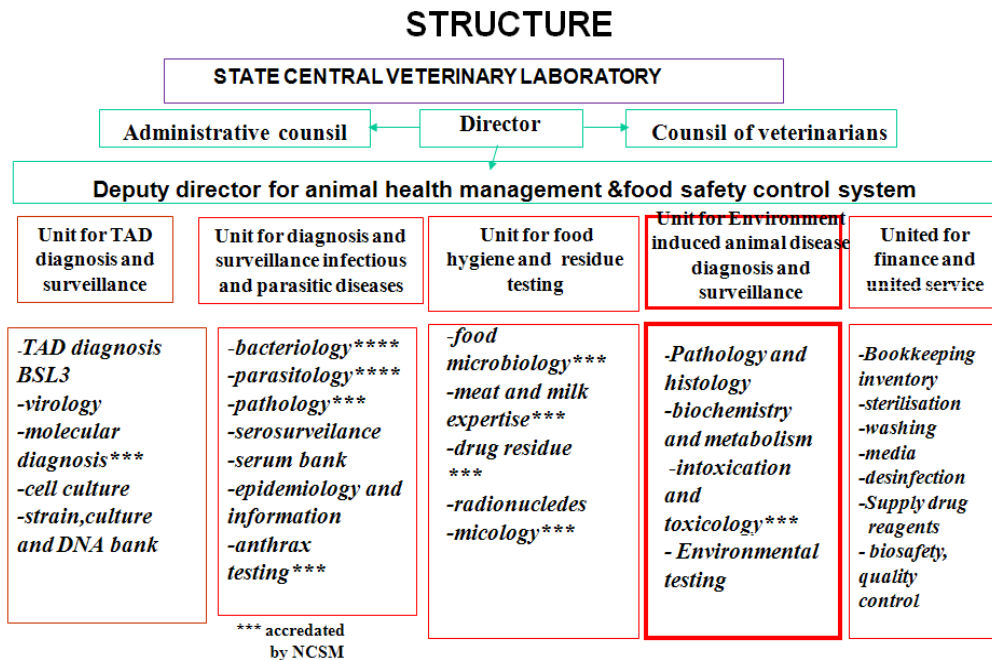 STRUCTURE
STATE CENTRAL VETERINARY LABORATORY
Administrative counsil
Director
Counsil of veterinarians
Deputy director for animal health management &food safety control system
Unit for TAD
diagnosis and
surveillance
Unit for diagnosis and
surveillance infectious
and parasitic diseases
Unit for food
hygiene and residue
testing
Unit for Environment
induced animal disease
diagnosis and
surveillance
United for
finance and
united service
-TAD diagnosis
BSL3
-virology
-molecular
diagnosis***
-cell culture
-strain,culture
and DNA bank
-bacteriology****
-parasitology****
-pathology***
-serosurveilance
-serum bank
-epidemiology and
information
-anthrax
testing***
-food
microbiology***
-meat and milk
expertise***
-drug residue
***
-radionucledes
-micology***
-Pathology and
histology
-biochemistry
and metabolism
-intoxication
and
toxicology***
- Environmental
testing
-Bookkeeping
inventory
-sterilisation
-washing
-media
-desinfection
-Supply drug
reagents
- biosafety,
quality
control
*** accredated
by NCSM